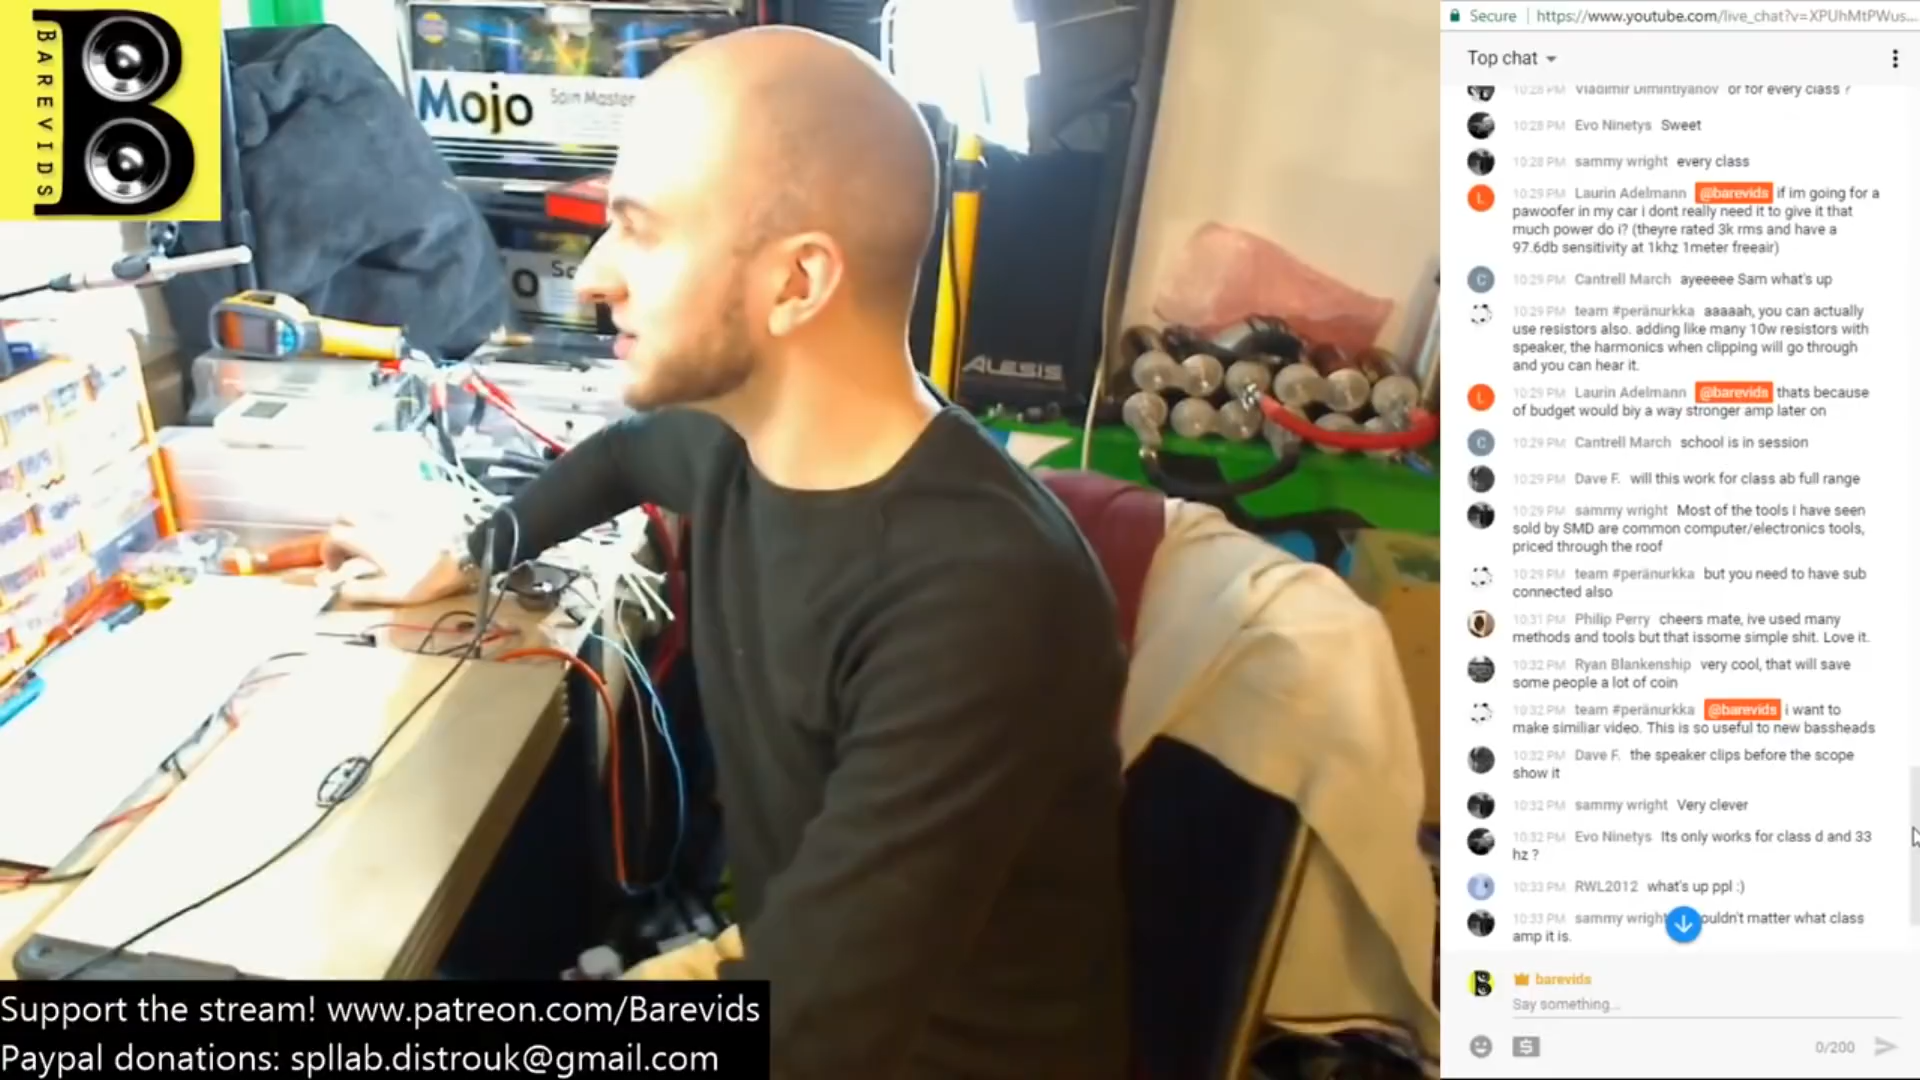 BAREVIDS
B
Mojo
Spin Master
ALESIS
Support the stream! www.patreon.com/Barevids
Paypal donations: spllab.distrouk@gmail.com
Secure https://www.youtube.com/live_chat?v=XPUhMtPWus...
Top chat
10:28 PM Vladimir Dimintiyanov or for every class ?
10:28 PM Evo Ninetys Sweet
10:28 PM sammy wright every class
L 10:29 PM Laurin Adelmann @barevids if im going for a
pawoofer in my car i dont really need it to give it that
much power do i? (theyre rated 3k rms and have a
97.6db sensitivity at 1khz 1meter freeair)
C 10:29 PM Cantrell March ayeeeee Sam what's up
10:29 PM team #peränurkka aaaaah, you can actually
use resistors also. adding like many 10w resistors with
speaker, the harmonics when clipping will go through
and you can hear it.
L 10:29 PM Laurin Adelmann @barevids thats because
of budget would biy a way stronger amp later on
C 10:29 PM Cantrell March school is in session
10:29 PM Dave F. will this work for class ab full range
10:29 PM sammy wright Most of the tools I have seen
sold by SMD are common computer/electronics tools,
priced through the roof
10:29 PM team #peränurkka but you need to have sub
connected also
10:31 PM Philip Perry cheers mate, ive used many
methods and tools but that issome simple shit. Love it.
10:32 PM Ryan Blankenship very cool, that will save
some people a lot of coin
10:32 PM team #peränurkka @barevids i want to
make similiar video. This is so useful to new bassheads
10:32 PM Dave F. the speaker clips before the scope
show it
10:32 PM sammy wright Very clever
10:32 PM Evo Ninetys Its only works for class d and 33
hz ?
10:33 PM RWL2012 what's up ppl :)
10:33 PM sammy wright ouldn't matter what class
amp it is.
B barevids
Say something...
0/200